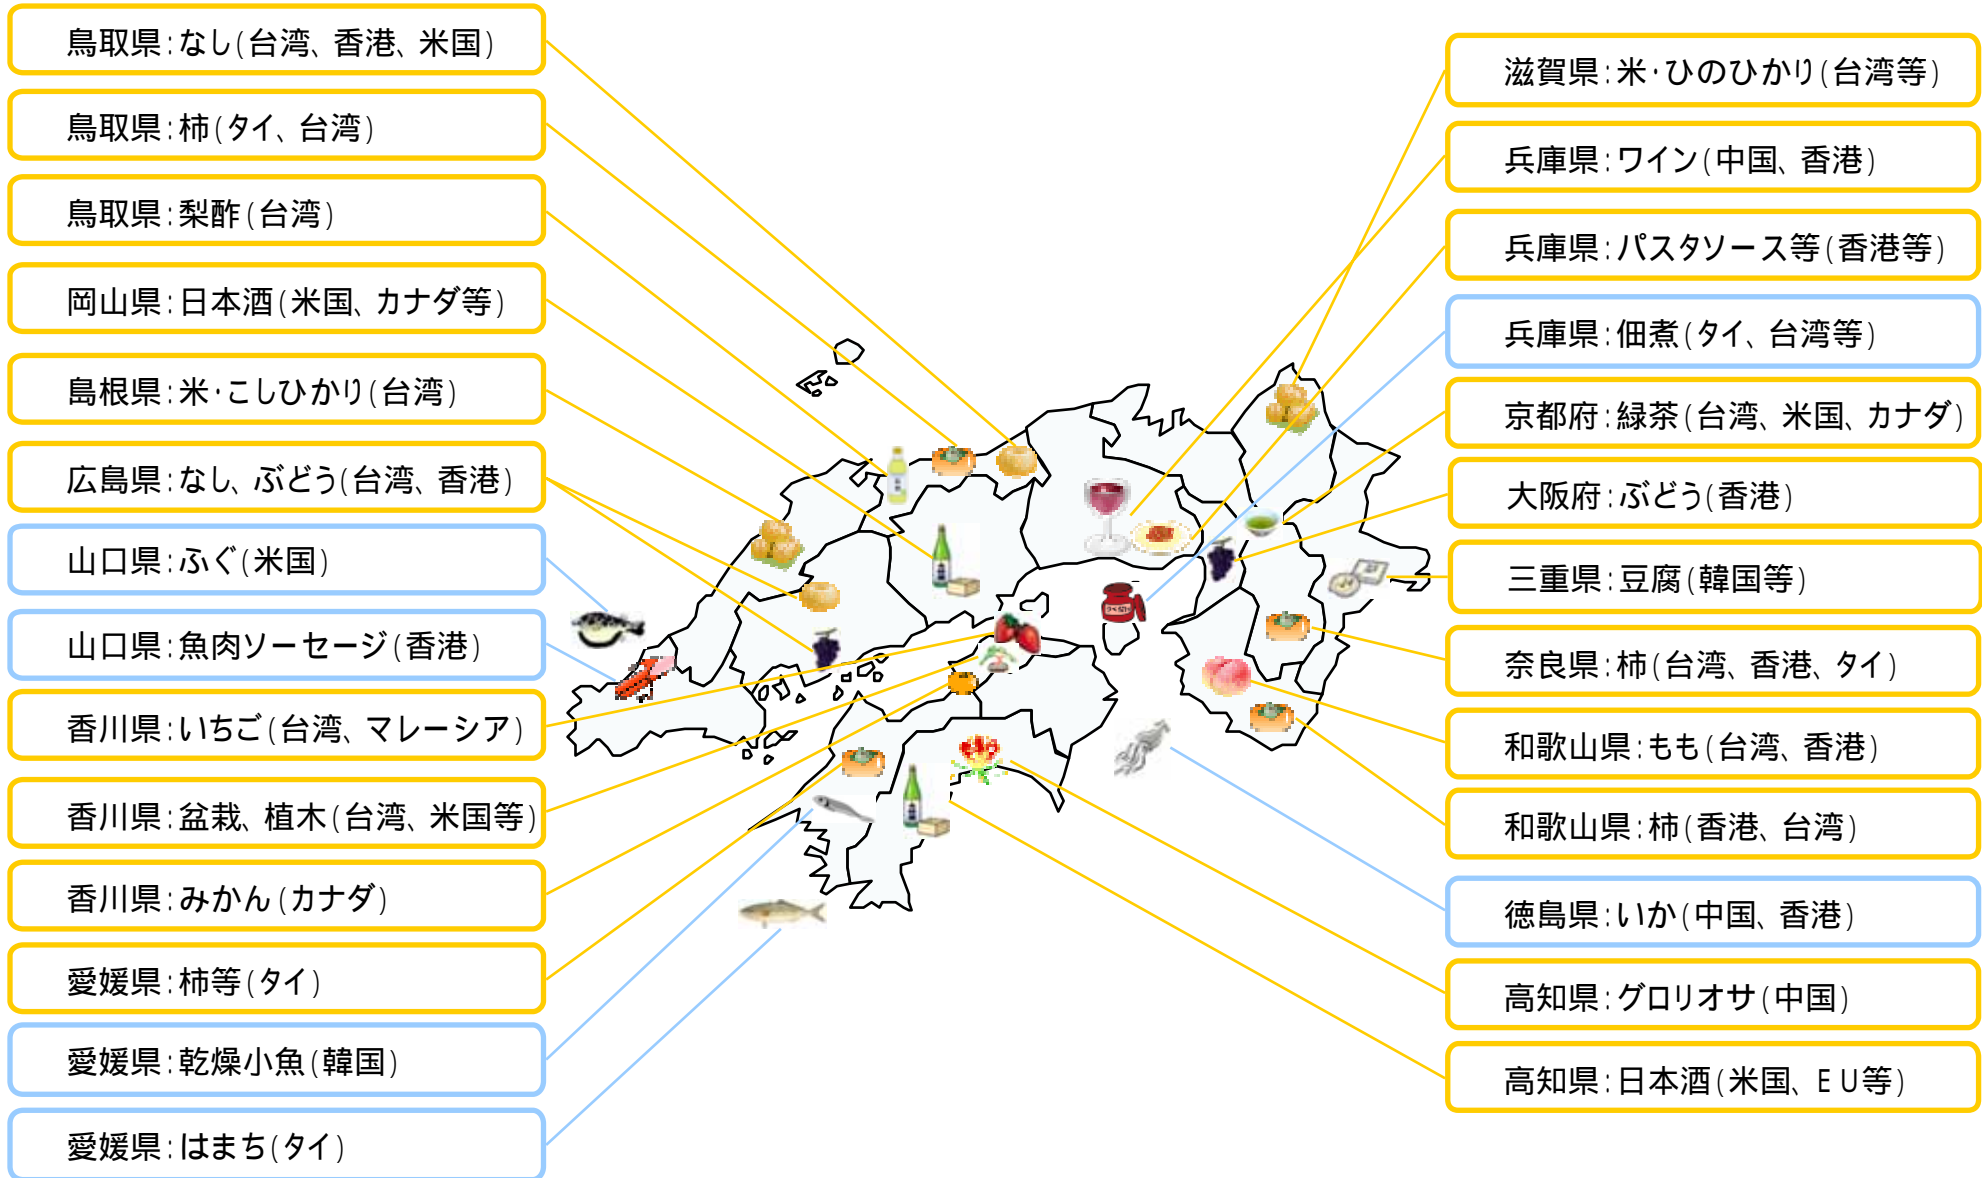 鳥取県:なし(台湾、香港、米国)
鳥取県:柿(タイ、台湾)
鳥取県:梨酢(台湾)
岡山県:日本酒(米国、カナダ等)
島根県:米・こしひかり(台湾)
広島県:なし、ぶどう(台湾、香港)
山口県:ふぐ(米国)
山口県:魚肉ソーセージ(香港)
香川県:いちご(台湾、マレーシア)
香川県:盆栽、植木(台湾、米国等)
香川県:みかん(カナダ)
愛媛県:柿等(タイ)
愛媛県:乾燥小魚(韓国)
愛媛県:はまち(タイ)
滋賀県:米・ひのひかり(台湾等)
兵庫県:ワイン(中国、香港)
兵庫県:パスタソース等(香港等)
兵庫県:佃煮(タイ、台湾等)
京都府:緑茶(台湾、米国、カナダ)
大阪府:ぶどう(香港)
三重県:豆腐(韓国等)
奈良県:柿(台湾、香港、タイ)
和歌山県:もも(台湾、香港)
和歌山県:柿(香港、台湾)
徳島県:いか(中国、香港)
高知県:グロリオサ(中国)
高知県:日本酒(米国、EU等)